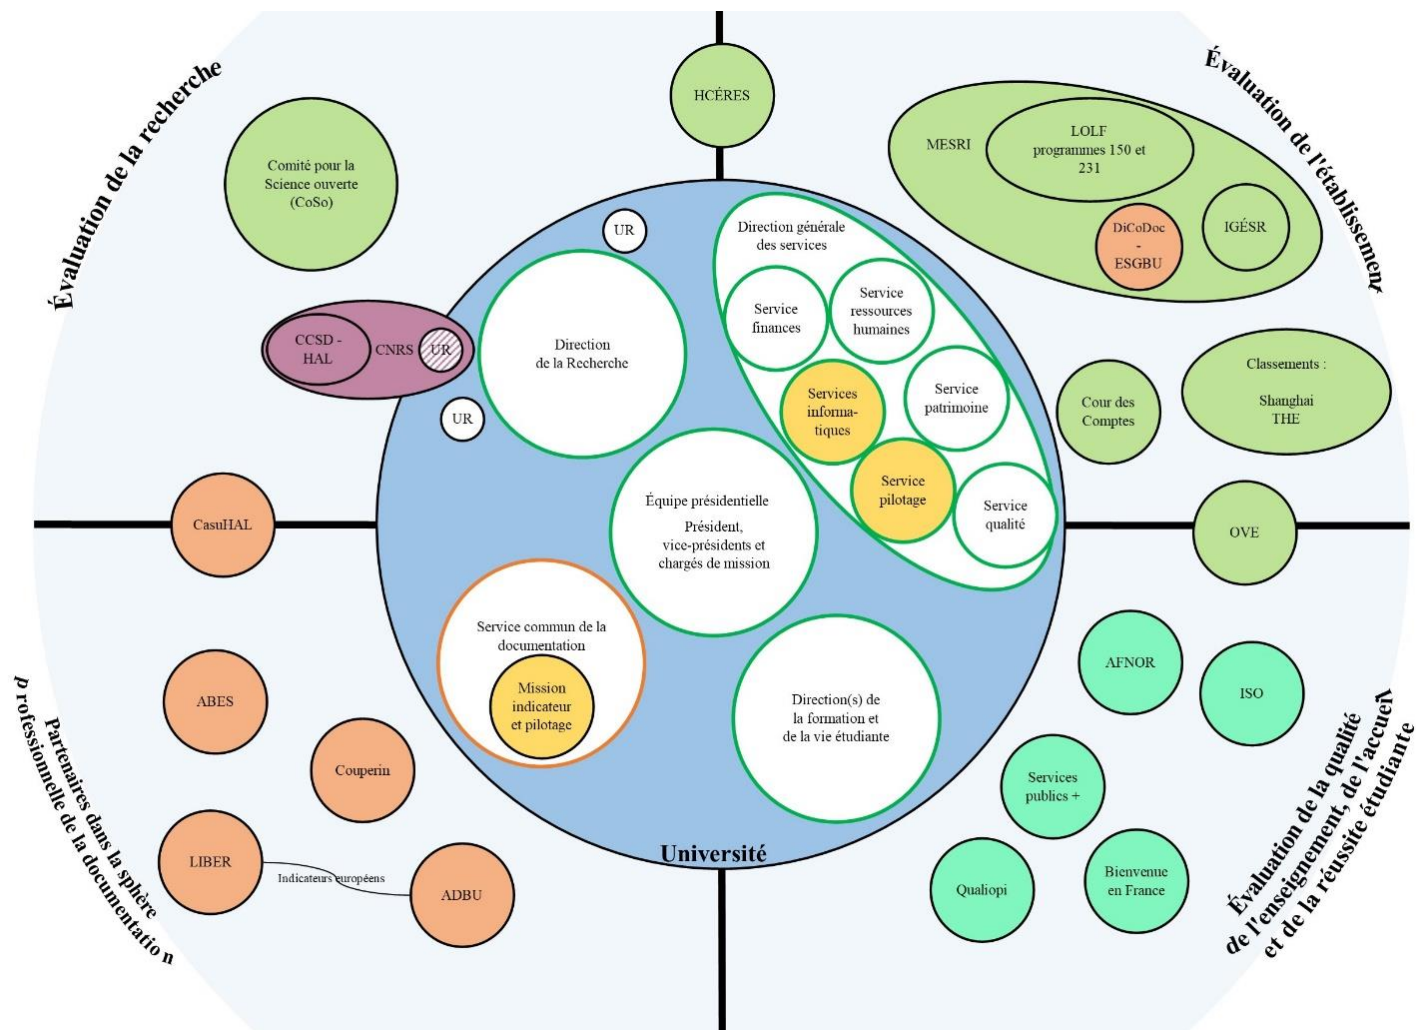 Évaluation de la recherche
Évaluation de l'établissement
HCÉRES
Comité pour la
Science ouverte
(CoSo)
MESRI
LOLF
programmes 150 et
231
DiCoDoc
-
ESGBU
IGÉSR
UR
Direction générale
des services
Service
finances
Service
ressources
humaines
Services
informa-
tiques
Service
patrimoine
Service
pilotage
Service
qualité
Direction
de la Recherche
CCSD -
HAL
CNRS
UR
UR
Cour des
Comptes
Classements :
Shanghai
THE
CasuHAL
OVE
Équipe présidentielle
Président,
vice-présidents et
chargés de mission
Service commun de la
documentation
Mission
indicateur
et pilotage
Direction(s) de
la formation et
de la vie étudiante
Université
ABES
Couperin
LIBER
Indicateurs européens
ADBU
Partenaires dans la sphère
professionnelle de la documentation
AFNOR
ISO
Services
publics +
Qualiopi
Bienvenue
en France
Évaluation de la qualité
de l'enseignement, de l'accueil
et de la réussite étudiante